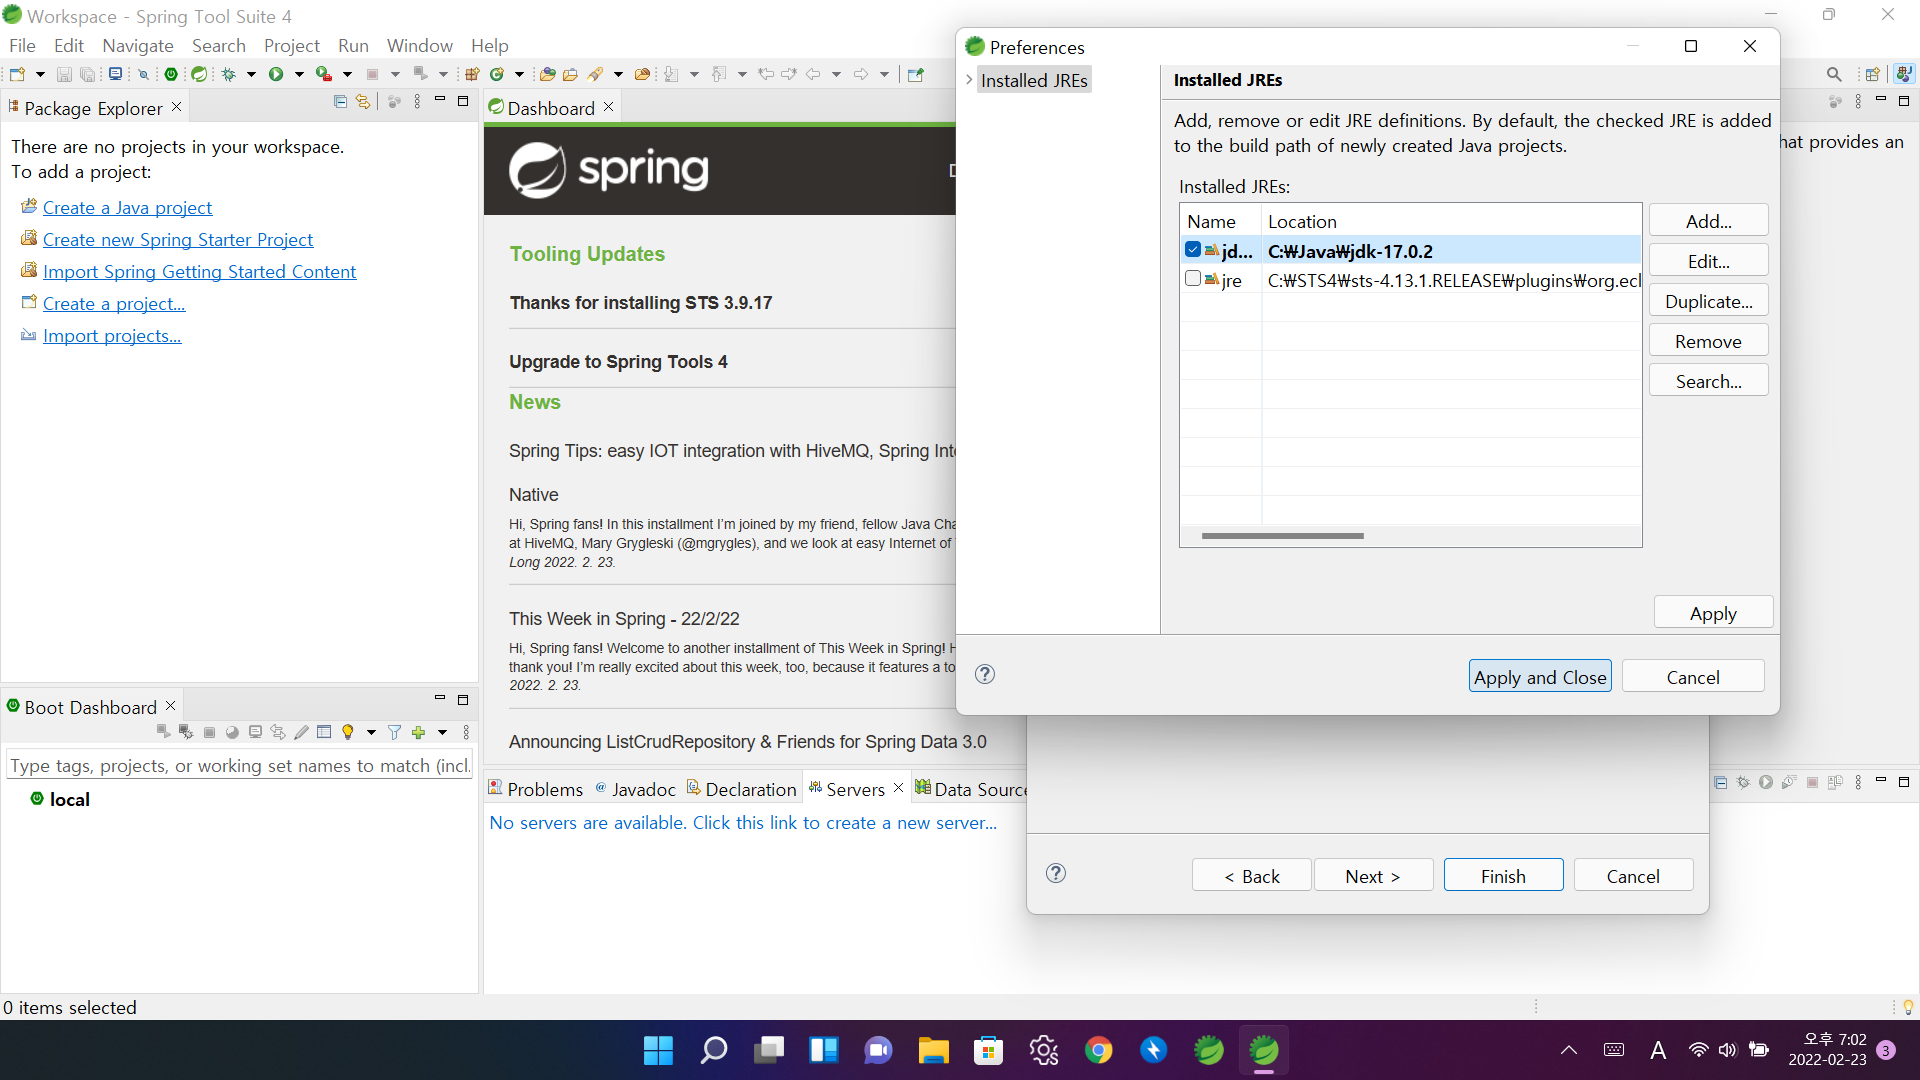 Workspace - Spring Tool Suite 4
File Edit Navigate Search Project Run Window Help
Package Explorer
There are no projects in your workspace.
To add a project:
Create a Java project
Create new Spring Starter Project
Import Spring Getting Started Content
Create a project...
Import projects...
Boot Dashboard
Type tags, projects, or working set names to match (incl.
local
0 items selected
Dashboard
spring
D
Tooling Updates
Thanks for installing STS 3.9.17
Upgrade to Spring Tools 4
News
Spring Tips: easy IOT integration with HiveMQ, Spring Int
Native
Hi, Spring fans! In this installment I'm joined by my friend, fellow Java Cha
at HiveMQ, Mary Grygleski (@mgrygles), and we look at easy Internet of
Long 2022. 2. 23.
This Week in Spring - 22/2/22
Hi, Spring fans! Welcome to another installment of This Week in Spring! H
thank you! I'm really excited about this week, too, because it features a to
2022. 2. 23.
Announcing ListCrudRepository & Friends for Spring Data 3.0
Problems @ Javadoc Declaration Servers Data Source
No servers are available. Click this link to create a new server...
Preferences
Installed JREs
Installed JREs
Add, remove or edit JRE definitions. By default, the checked JRE is added
to the build path of newly created Java projects.
Installed JREs:
Name Location
jd... C:₩Java₩jdk-17.0.2
jre C:₩STS4₩sts-4.13.1.RELEASE₩plugins₩org.ecl
Add...
Edit...
Duplicate...
Remove
Search...
Apply
Apply and Close Cancel
hat provides an
< Back Next > Finish Cancel
A
오후 7:02
2022-02-23
3